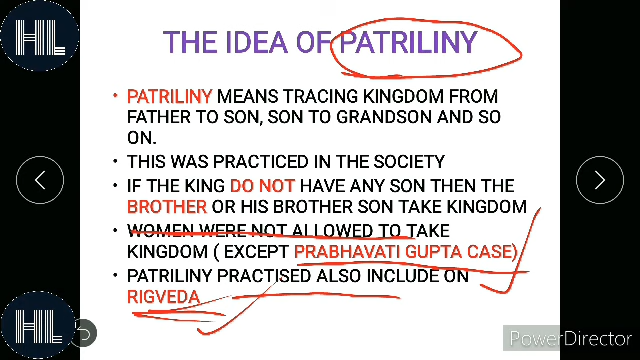 HL
HL
THE IDEA OF PATRILINY
• PATRILINY MEANS TRACING KINGDOM FROM
FATHER TO SON, SON TO GRANDSON AND SO
ON.
• THIS WAS PRACTICED IN THE SOCIETY
• IF THE KING DO NOT HAVE ANY SON THEN THE
BROTHER OR HIS BROTHER SON TAKE KINGDOM
• WOMEN WERE NOT ALLOWED TO TAKE
KINGDOM ( EXCEPT PRABHAVATI GUPTA CASE)
• PATRILINY PRACTISED ALSO INCLUDE ON
RIGVEDA
HL
PowerDirector